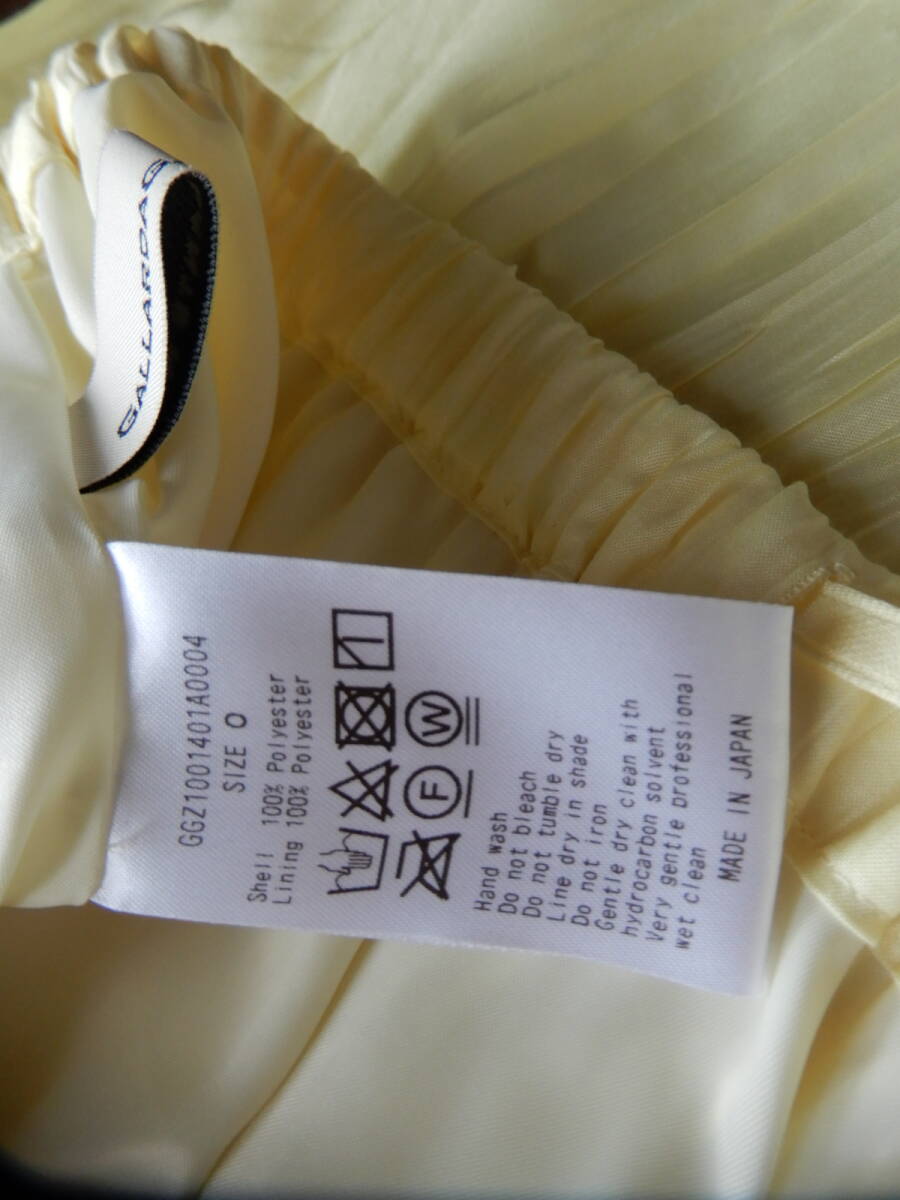 GALLARDAG
GGZ1001401A0004
SIZE O
Shell 100% Polyester
Lining 100% Polyester
W
F
Hand wash
Do not bleach
Do not tumble dry
Line dry in shade
Do not iron
Gentle dry clean with
hydrocarbon solvent
Very gentle professional
wet clean
MADE IN JAPAN